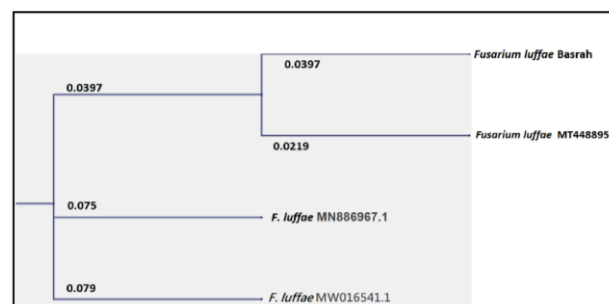 Fusarium luffae Basrah
0.0397
0.0397
Fusarium luffae MT448895
0.0219
0.075
F. luffae MN886967.1
0.079
F. luffae MW016541.1